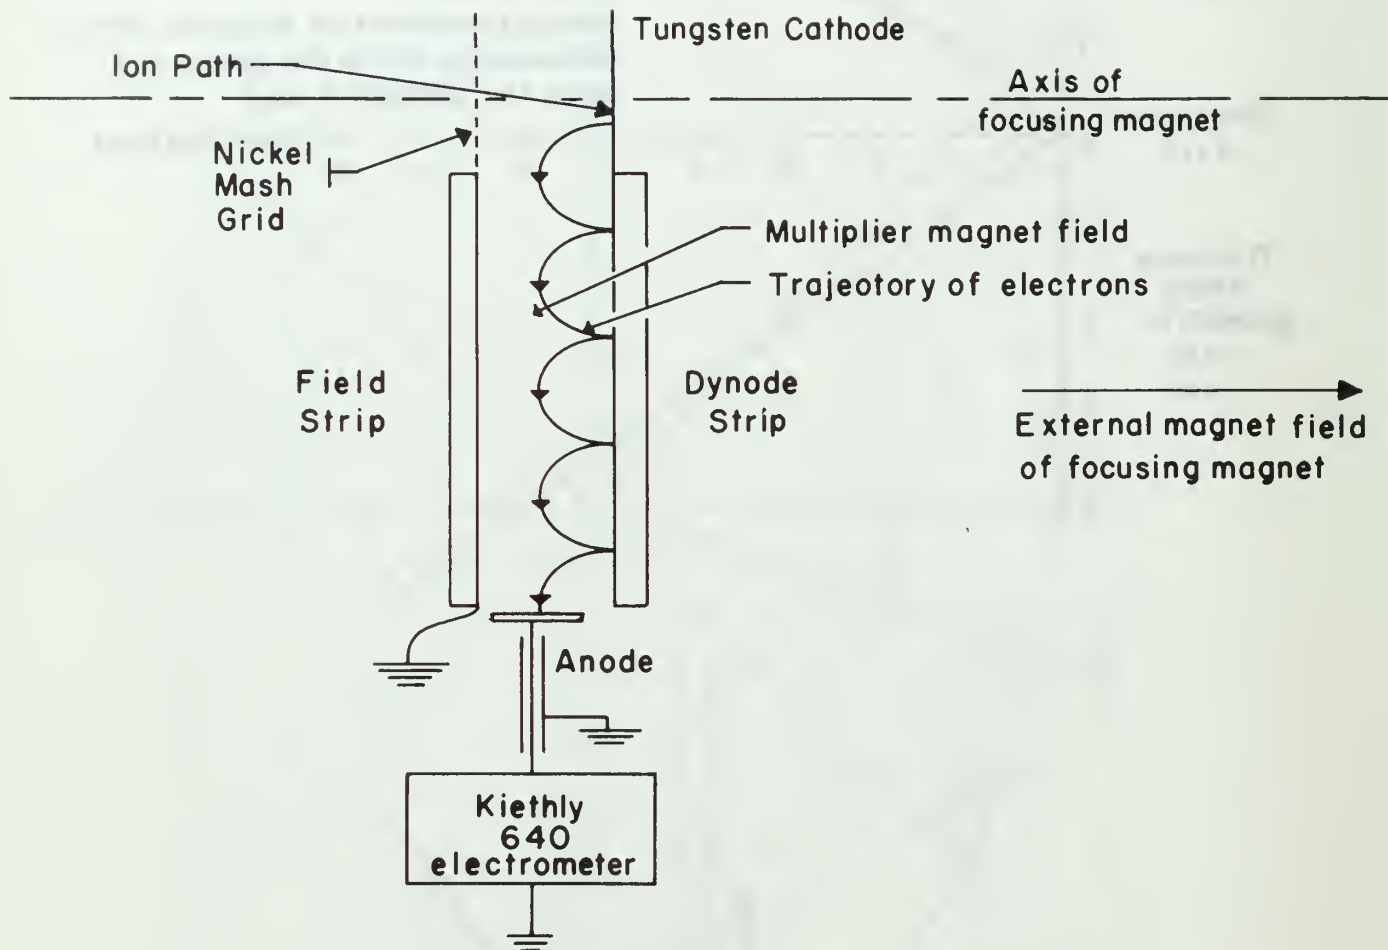 Tungsten Cathode
Ion Path
Axis of
focusing magnet
Nickel
Mash
Grid
Multiplier magnet field
Trajeotory of electrons
Field
Strip
Dynode
Strip
External magnet field
of focusing magnet
Anode
Kiethly
640
electrometer